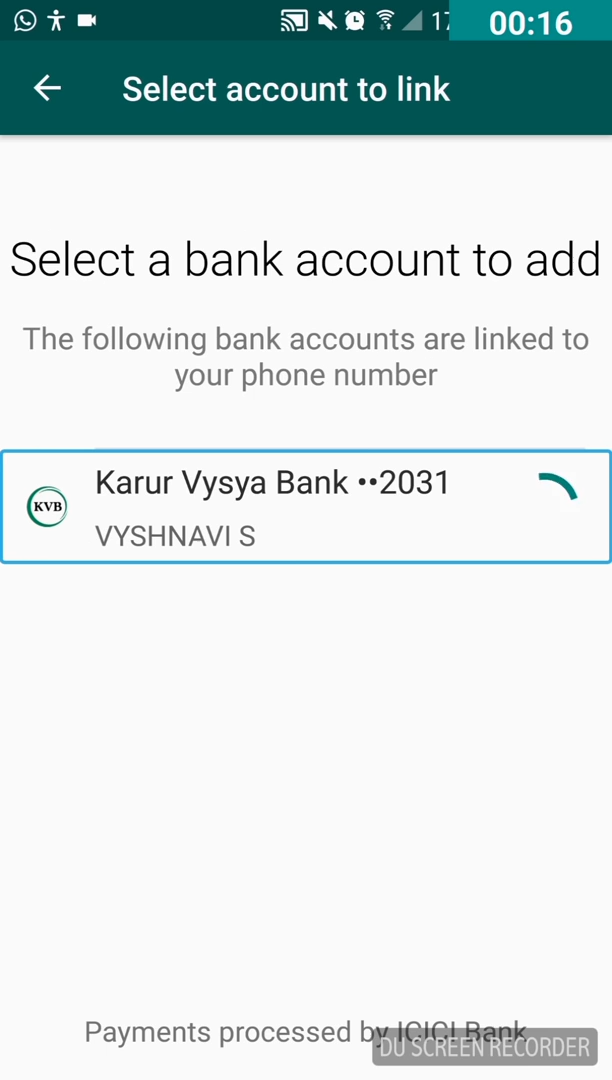 00:16
Select account to link
Select a bank account to add
The following bank accounts are linked to
your phone number
Karur Vysya Bank ••2031
KVB
VYSHNAVI S
Payments processed by ICICI Bank
DU SCREEN RECORDER